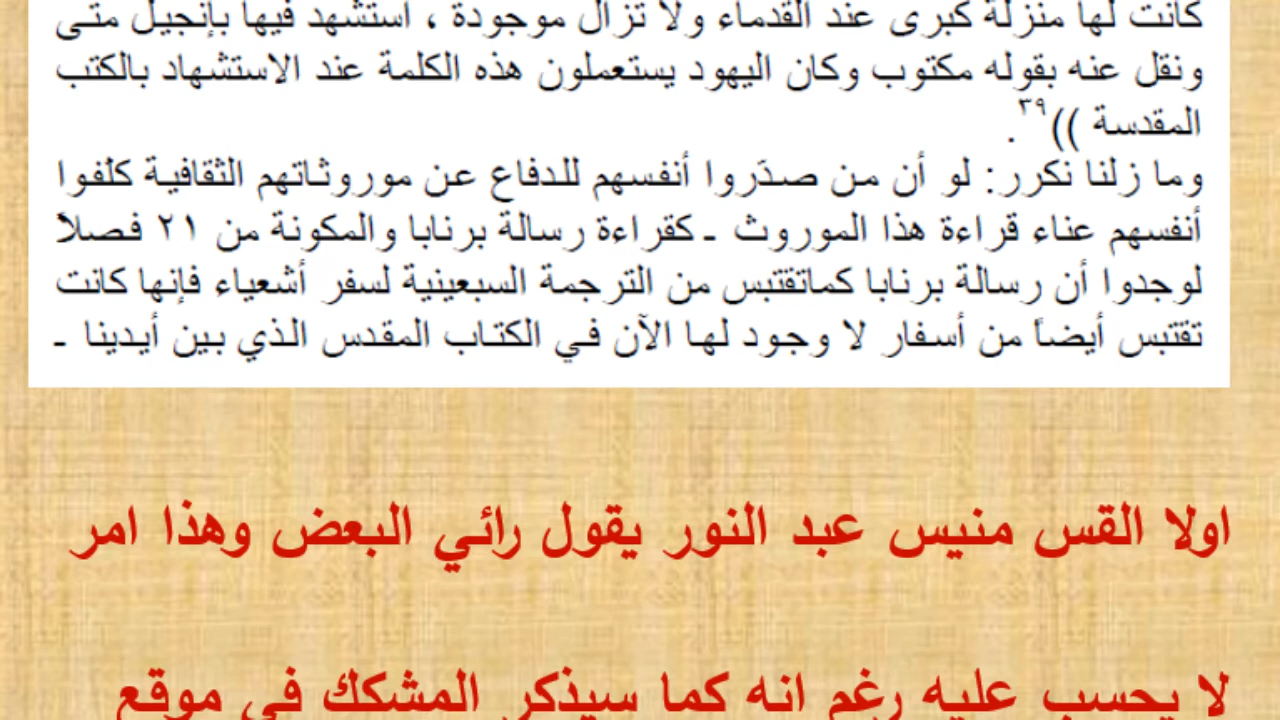 كانت لها منزلة كبرى عند القدماء ولا تزال موجودة ، استشهد فيها بإنجيل متى
ونقل عنه بقوله مكتوب وكان اليهود يستعملون هذه الكلمة عند الاستشهاد بالكتب
المقدسة ))٣٩ .
وما زلنا نكرر: لو أن من صدّروا أنفسهم للدفاع عن موروثاتهم الثقافية كلفوا
أنفسهم عناء قراءة هذا الموروث ـ كقراءة رسالة برنابا والمكونة من ٢١ فصلاً
لوجدوا أن رسالة برنابا كماتقتبس من الترجمة السبعينية لسفر أشعياء فإنها كانت
تقتبس أيضاً من أسفار لا وجود لها الآن في الكتاب المقدس الذي بين أيدينا ـ
اولا القس منيس عبد النور يقول رائي البعض وهذا امر
لا يحسب عليه رغم انه كما سيذكر المشكك في موقع